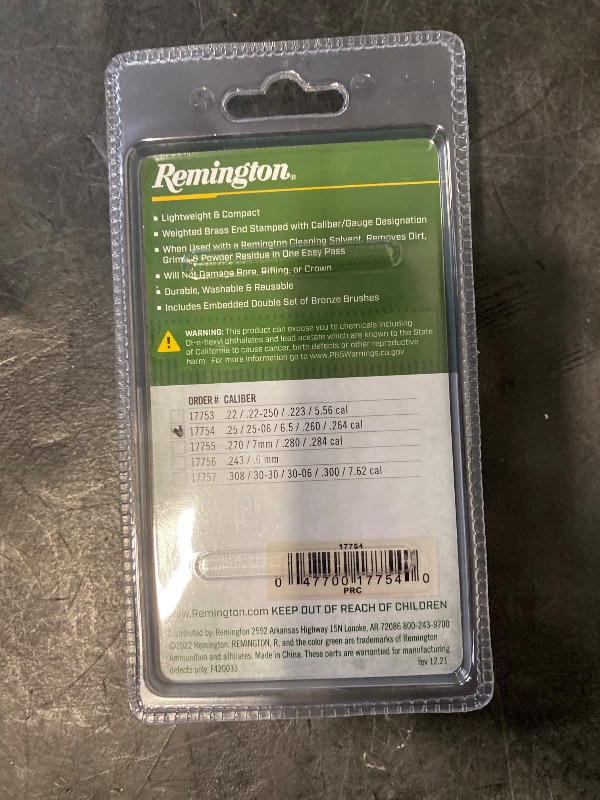 Remington®
▪ Lightweight & Compact
▪ Weighted Brass End Stamped with Caliber/Gauge Designation
▪ When Used with a Remington Cleaning Solvent, Removes Dirt,
Grime & Powder Residue in One Easy Pass
▪ Will Not Damage Bore, Rifling, or Crown
▪ Durable, Washable & Reusable
▪ Includes Embedded Double Set of Bronze Brushes
WARNING: This product can expose you to chemicals including
Di-n-hexyl phthalates and lead acetate which are known to the State
of California to cause cancer, birth defects or other reproductive
harm. For more information go to www.P65Warnings.ca.gov
ORDER # CALIBER
17753 .22 / .22-250 / .223 / 5.56 cal
17754 .25 / 25-06 / 6.5 / .260 / .264 cal
17755 .270 / 7mm / .280 / .284 cal
17756 .243 / .6 mm
17757 .308 / 30-30 / 30-06 / .300 / 7.62 cal
17754
0 47700 17754 0
PRC
www.Remington.com KEEP OUT OF REACH OF CHILDREN
Distributed by: Remington 2592 Arkansas Highway 15N Lonoke, AR 72086 800-243-9700
©2022 Remington. REMINGTON, R, and the color green are trademarks of Remington
Ammunition and affiliates. Made in China. These parts are warrantied for manufacturing
defects only. F420033 rev 12.21